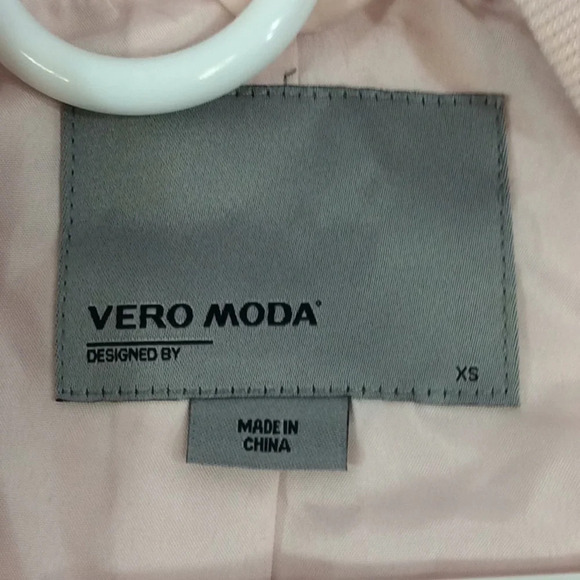 VERO MODA®
DESIGNED BY
XS
MADE IN
CHINA